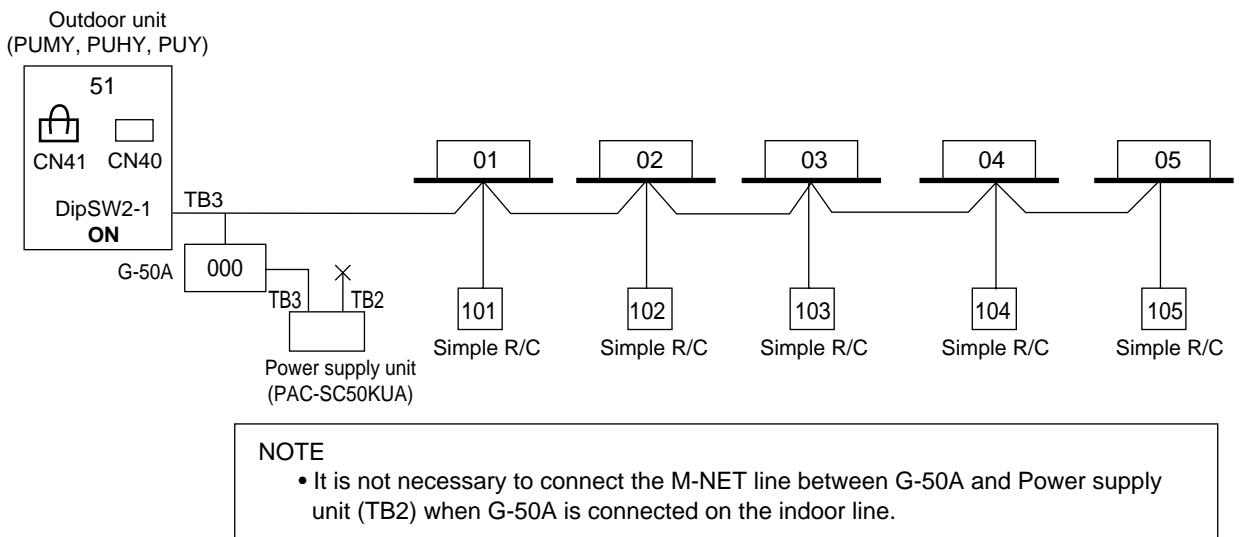 Outdoor unit
(PUMY, PUHY, PUY)
51
CN41 CN40
DipSW2-1
ON
TB3
01 02 03 04 05
G-50A
000
TB3 TB2
Power supply unit
(PAC-SC50KUA)
101 102 103 104 105
Simple R/C Simple R/C Simple R/C Simple R/C Simple R/C
NOTE
• It is not necessary to connect the M-NET line between G-50A and Power supply
unit (TB2) when G-50A is connected on the indoor line.